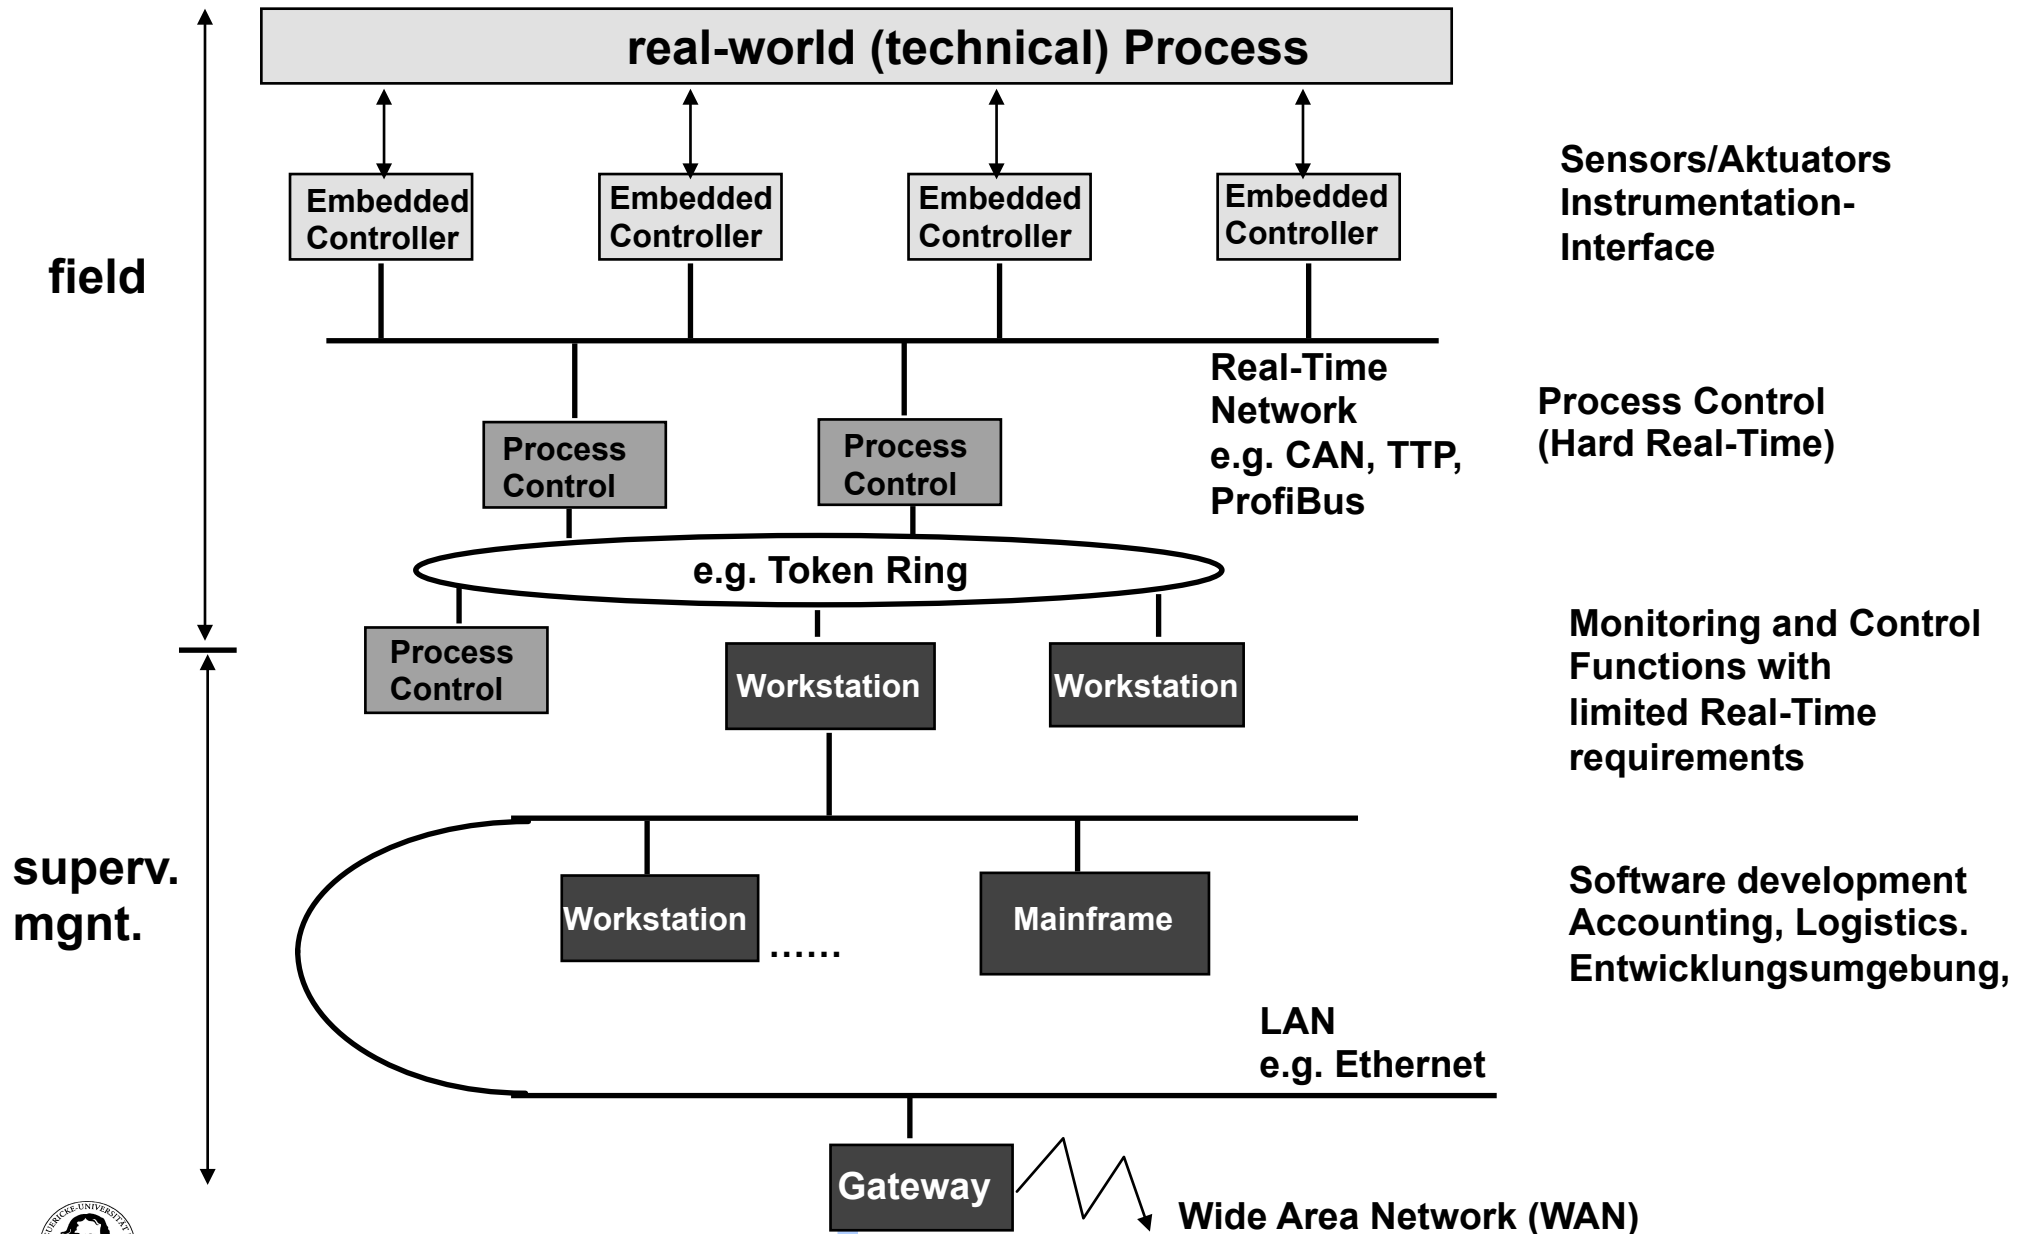 real-world (technical) Process
Embedded
Controller
Embedded
Controller
Embedded
Controller
Embedded
Controller
Sensors/Aktuators
Instrumentation-
Interface
field
Real-Time
Network
e.g. CAN, TTP,
ProfiBus
Process Control
(Hard Real-Time)
Process
Control
Process
Control
e.g. Token Ring
Process
Control
Workstation
Workstation
Monitoring and Control
Functions with
limited Real-Time
requirements
superv.
mgnt.
Workstation
......
Mainframe
Software development
Accounting, Logistics.
Entwicklungsumgebung,
LAN
e.g. Ethernet
Gateway
Wide Area Network (WAN)